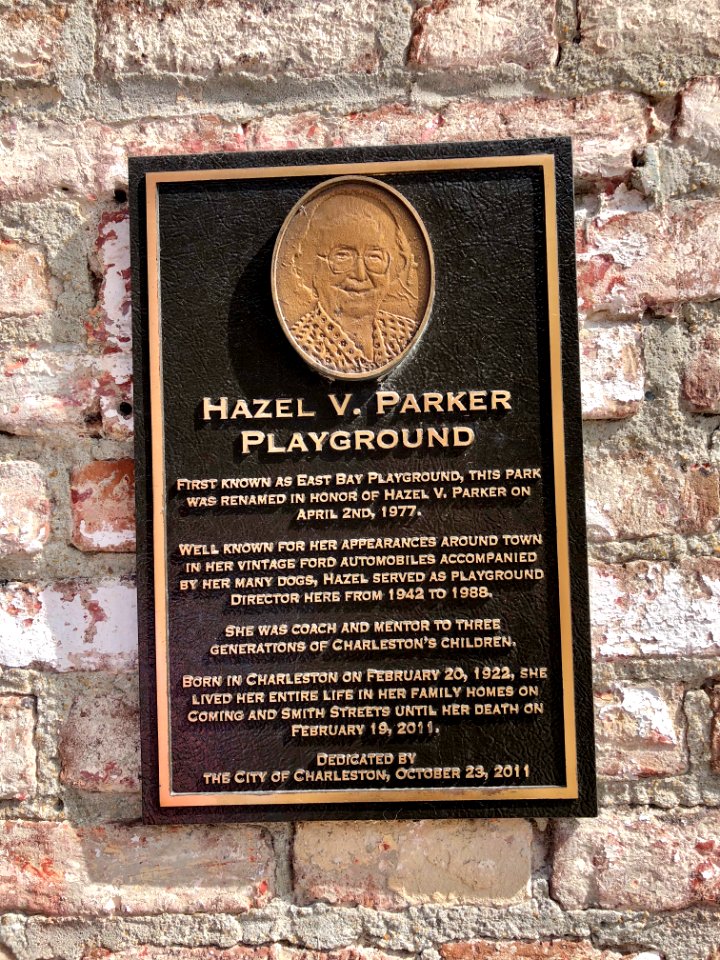 HAZEL V. PARKER
PLAYGROUND
FIRST KNOWN AS EAST BAY PLAYGROUND, THIS PARK
WAS RENAMED IN HONOR OF HAZEL V. PARKER ON
APRIL 2ND, 1977.
WELL KNOWN FOR HER APPEARANCES AROUND TOWN
IN HER VINTAGE FORD AUTOMOBILES ACCOMPANIED
BY HER MANY DOGS, HAZEL SERVED AS PLAYGROUND
DIRECTOR HERE FROM 1942 TO 1988.
SHE WAS COACH AND MENTOR TO THREE
GENERATIONS OF CHARLESTON'S CHILDREN.
BORN IN CHARLESTON ON FEBRUARY 20, 1922, SHE
LIVED HER ENTIRE LIFE IN HER FAMILY HOMES ON
COMING AND SMITH STREETS UNTIL HER DEATH ON
FEBRUARY 19, 2011.
DEDICATED BY
THE CITY OF CHARLESTON, OCTOBER 23, 2011